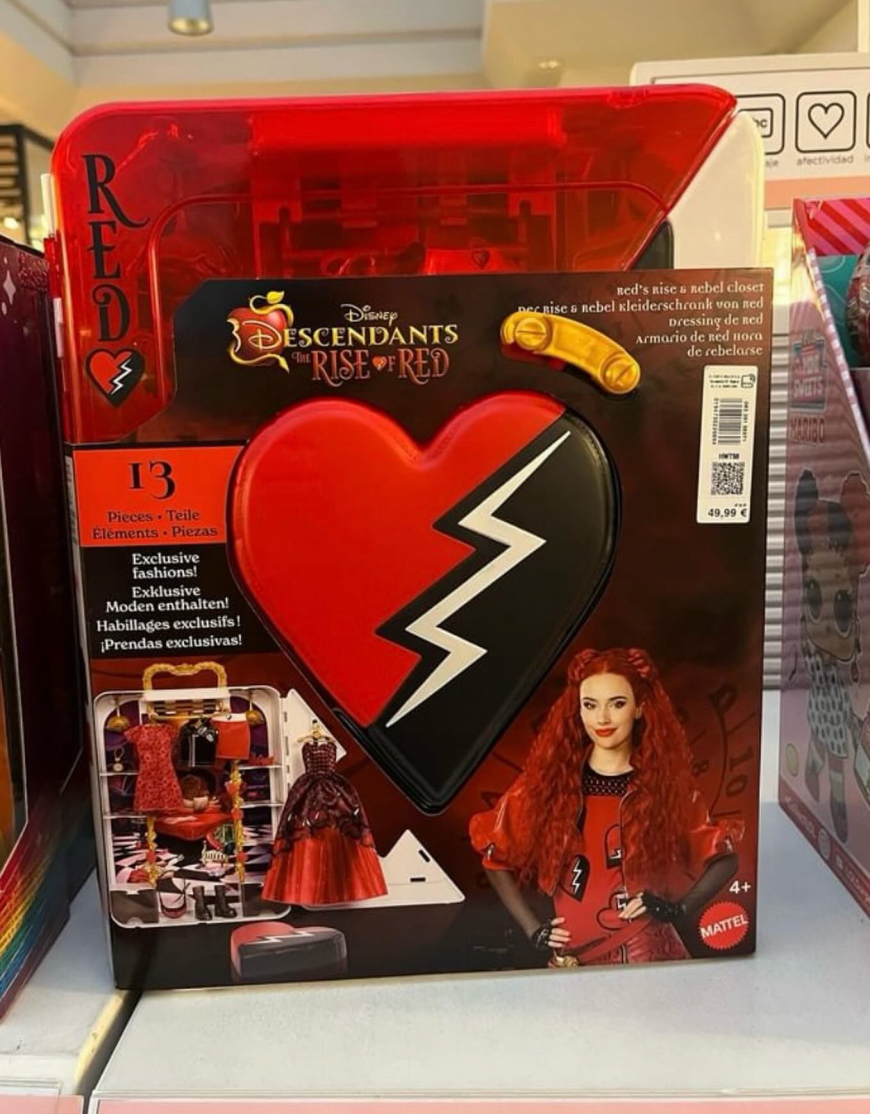 RED
Disney
DESCENDANTS
THE RISE OF RED
Red's Rise & Rebel closet
Der Rise & Rebel Kleiderschrank von Red
Dressing de Red
Armario de Red Hora
de rebelarse
13
Pieces • Teile
Éléments • Piezas
Exclusive
fashions!
Exklusive
Moden enthalten!
Habillages exclusifs!
¡Prendas exclusivas!
49,99 €
4+
MATTEL
afectividad